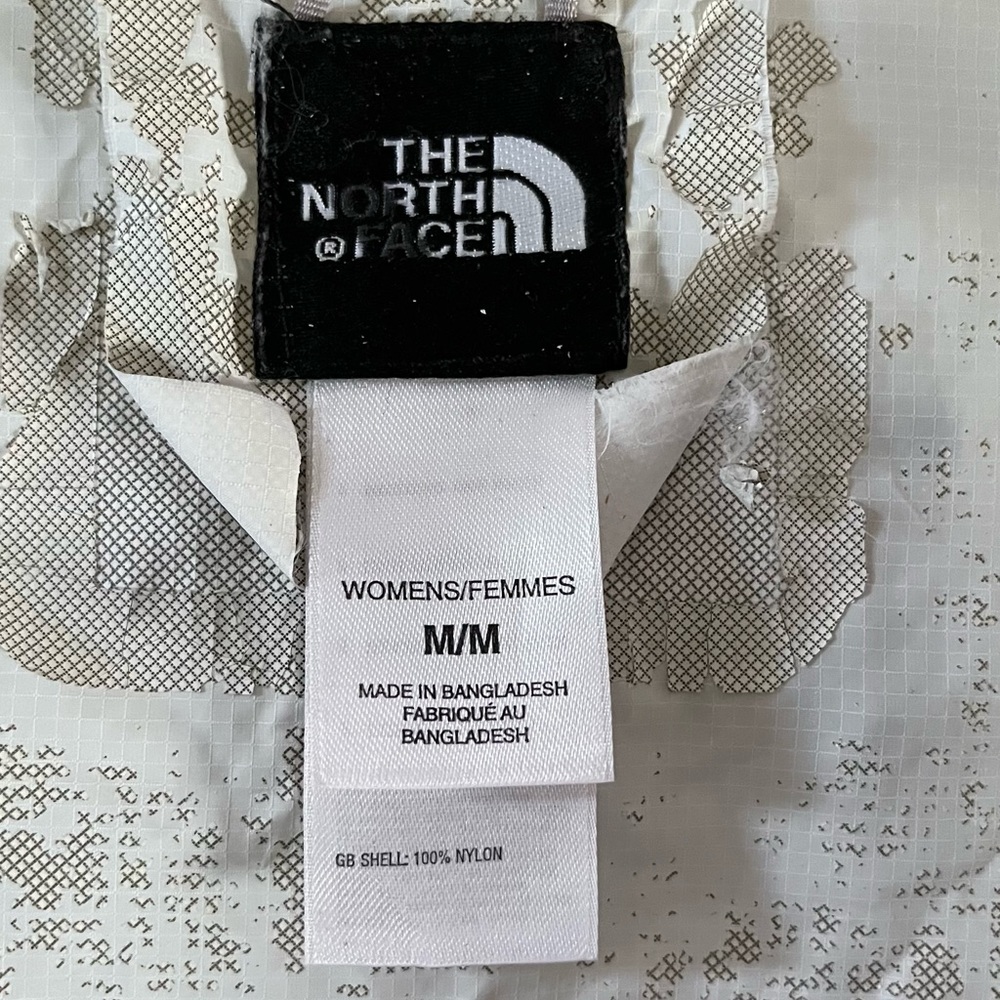 THE
NORTH
® FACE
WOMENS/FEMMES
M/M
MADE IN BANGLADESH
FABRIQUÉ AU
BANGLADESH
GB SHELL: 100% NYLON